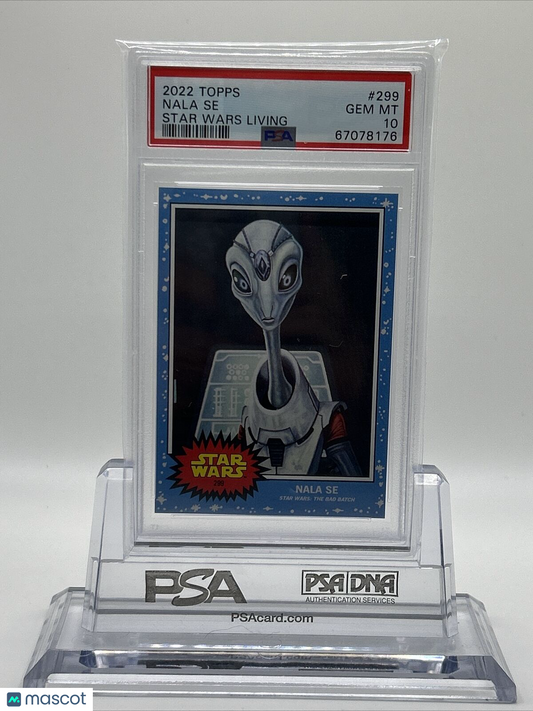 2022 TOPPS #299
NALA SE GEM MT
STAR WARS LIVING 10
PSA 67078176
STAR
WARS
299
NALA SE
STAR WARS: THE BAD BATCH
PSA
PSA DNA
AUTHENTICATION SERVICES
PSAcard.com
mascot